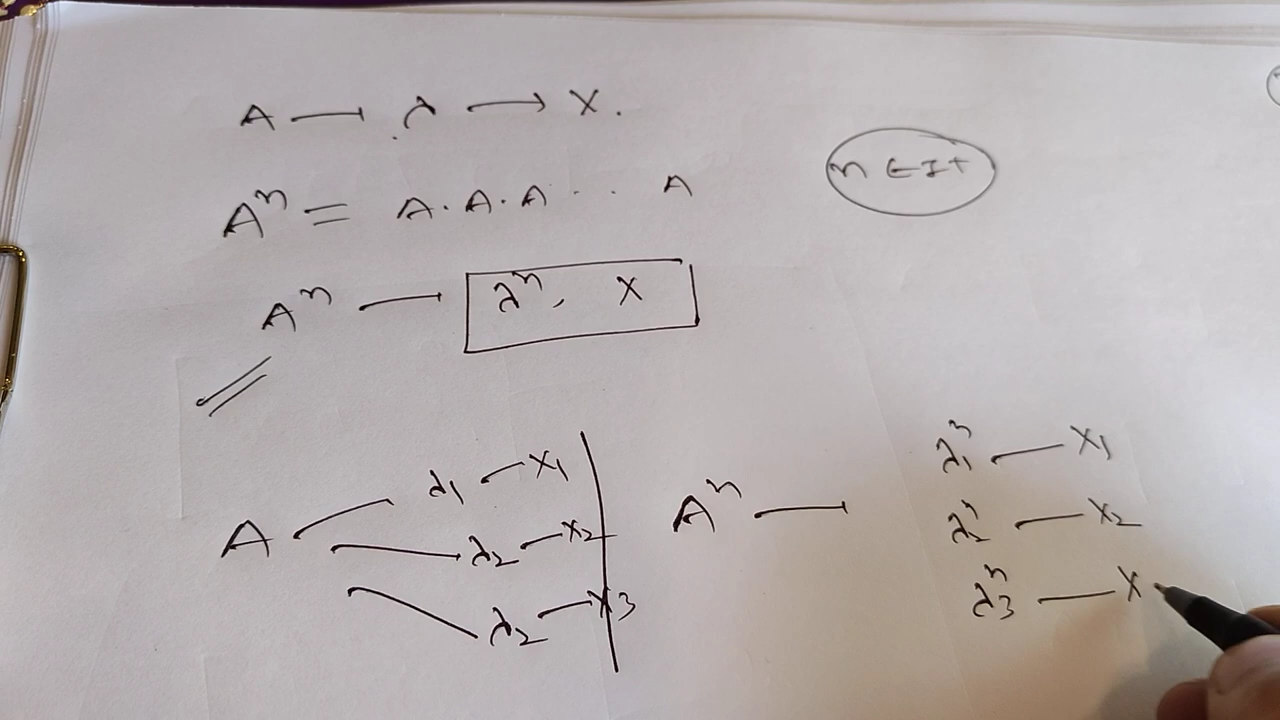 A — λ → X.
n ∈ I+
Aⁿ = A · A · A · . . A
Aⁿ — λⁿ, X
A — λ₁ — X₁
λ₂ — X₂
λ₂ — X₃
Aⁿ — λ₁ⁿ — X₁
λ₂ⁿ — X₂
λ₃ⁿ — X